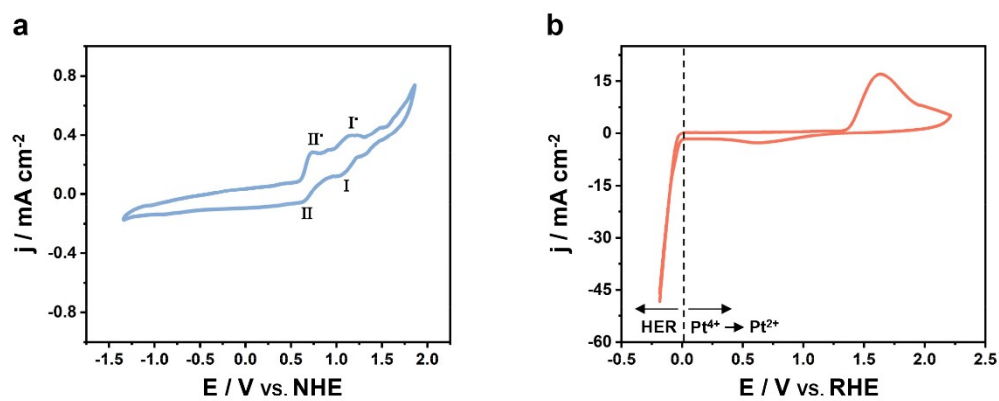 a
j / mA cm-2
0.8
0.4
0.0
-0.4
-0.8
II*
I*
I
II
-1.5 -1.0 -0.5 0.0 0.5 1.0 1.5 2.0
E / V vs. NHE
b
j / mA cm-2
15
0
-15
-30
-45
-60
HER Pt4+ → Pt2+
-0.5 0.0 0.5 1.0 1.5 2.0 2.5
E / V vs. RHE